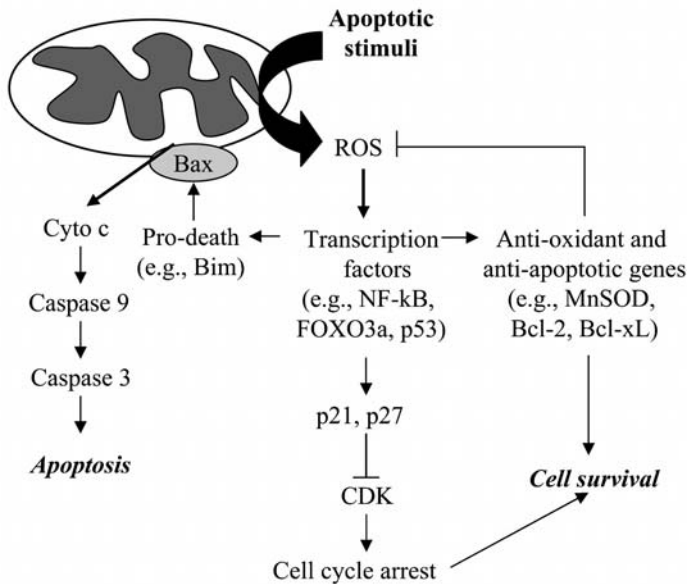 Apoptotic
stimuli
Bax
ROS
Cyto c
Pro-death
(e.g., Bim)
Transcription
factors
(e.g., NF-kB,
FOXO3a, p53)
Anti-oxidant and
anti-apoptotic genes
(e.g., MnSOD,
Bcl-2, Bcl-xL)
Caspase 9
Caspase 3
Apoptosis
p21, p27
CDK
Cell cycle arrest
Cell survival